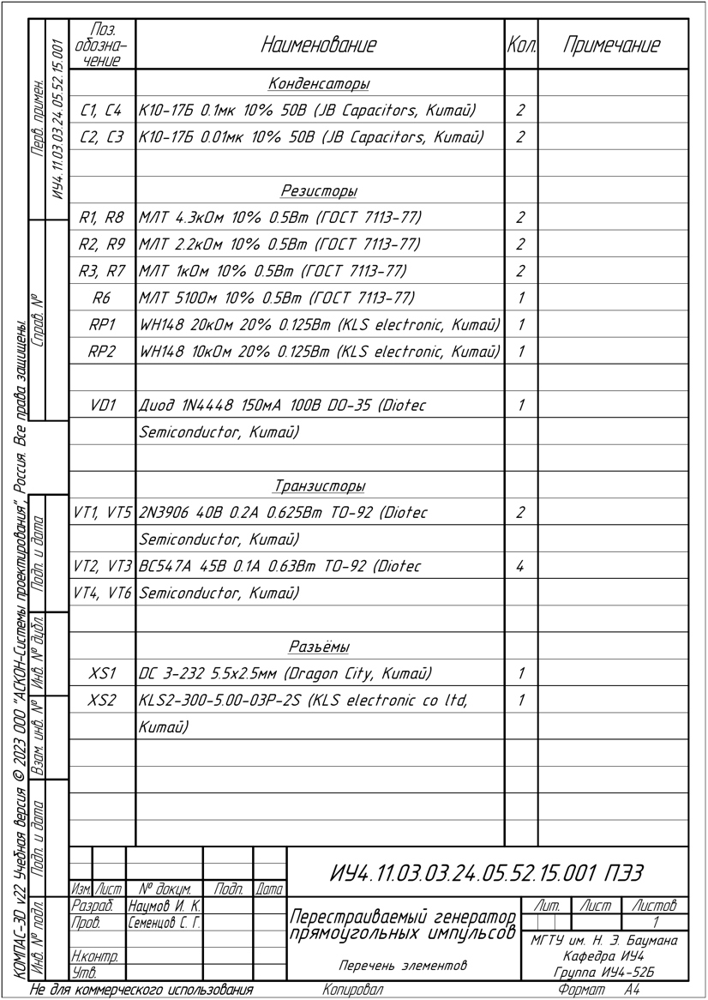 Поз. обозна-чение Наименование Кол. Примечание
Конденсаторы
C1, C4 К10-17Б 0.1мк 10% 50В (JB Capacitors, Китай) 2
C2, C3 К10-17Б 0.01мк 10% 50В (JB Capacitors, Китай) 2
Резисторы
R1, R8 МЛТ 4.3кОм 10% 0.5Вт (ГОСТ 7113-77) 2
R2, R9 МЛТ 2.2кОм 10% 0.5Вт (ГОСТ 7113-77) 2
R3, R7 МЛТ 1кОм 10% 0.5Вт (ГОСТ 7113-77) 2
R6 МЛТ 510Ом 10% 0.5Вт (ГОСТ 7113-77) 1
RP1 WH148 20кОм 20% 0.125Вт (KLS electronic, Китай) 1
RP2 WH148 10кОм 20% 0.125Вт (KLS electronic, Китай) 1
VD1 Диод 1N4448 150мА 100В DO-35 (Diotec 1
Semiconductor, Китай)
Транзисторы
VT1, VT5 2N3906 40В 0.2А 0.625Вт TO-92 (Diotec 2
Semiconductor, Китай)
VT2, VT3 BC547A 45В 0.1А 0.63Вт TO-92 (Diotec 4
VT4, VT6 Semiconductor, Китай)
Разъёмы
XS1 DC 3-232 5.5x2.5мм (Dragon City, Китай) 1
XS2 KLS2-300-5.00-03P-2S (KLS electronic co ltd, 1
Китай)
Перв. примен.
ИУ4.11.03.03.24.05.52.15.001
Справ. №
Подп. и дата
Инв. № дубл.
Взам. инв. №
Подп. и дата
Инв. № подл.
КОМПАС-3D v22 Учебная версия © 2023 ООО "АСКОН-Системы проектирования", Россия. Все права защищены.
ИУ4.11.03.03.24.05.52.15.001 ПЭ3
Изм. Лист № докум. Подп. Дата
Разраб. Наумов И. К.
Пров. Семенцов С. Г.
Н.контр.
Утв.
Перестраиваемый генератор
прямоугольных импульсов
Перечень элементов
Лит. Лист Листов
1
МГТУ им. Н. Э. Баумана
Кафедра ИУ4
Группа ИУ4-52Б
Не для коммерческого использования Копировал Формат А4